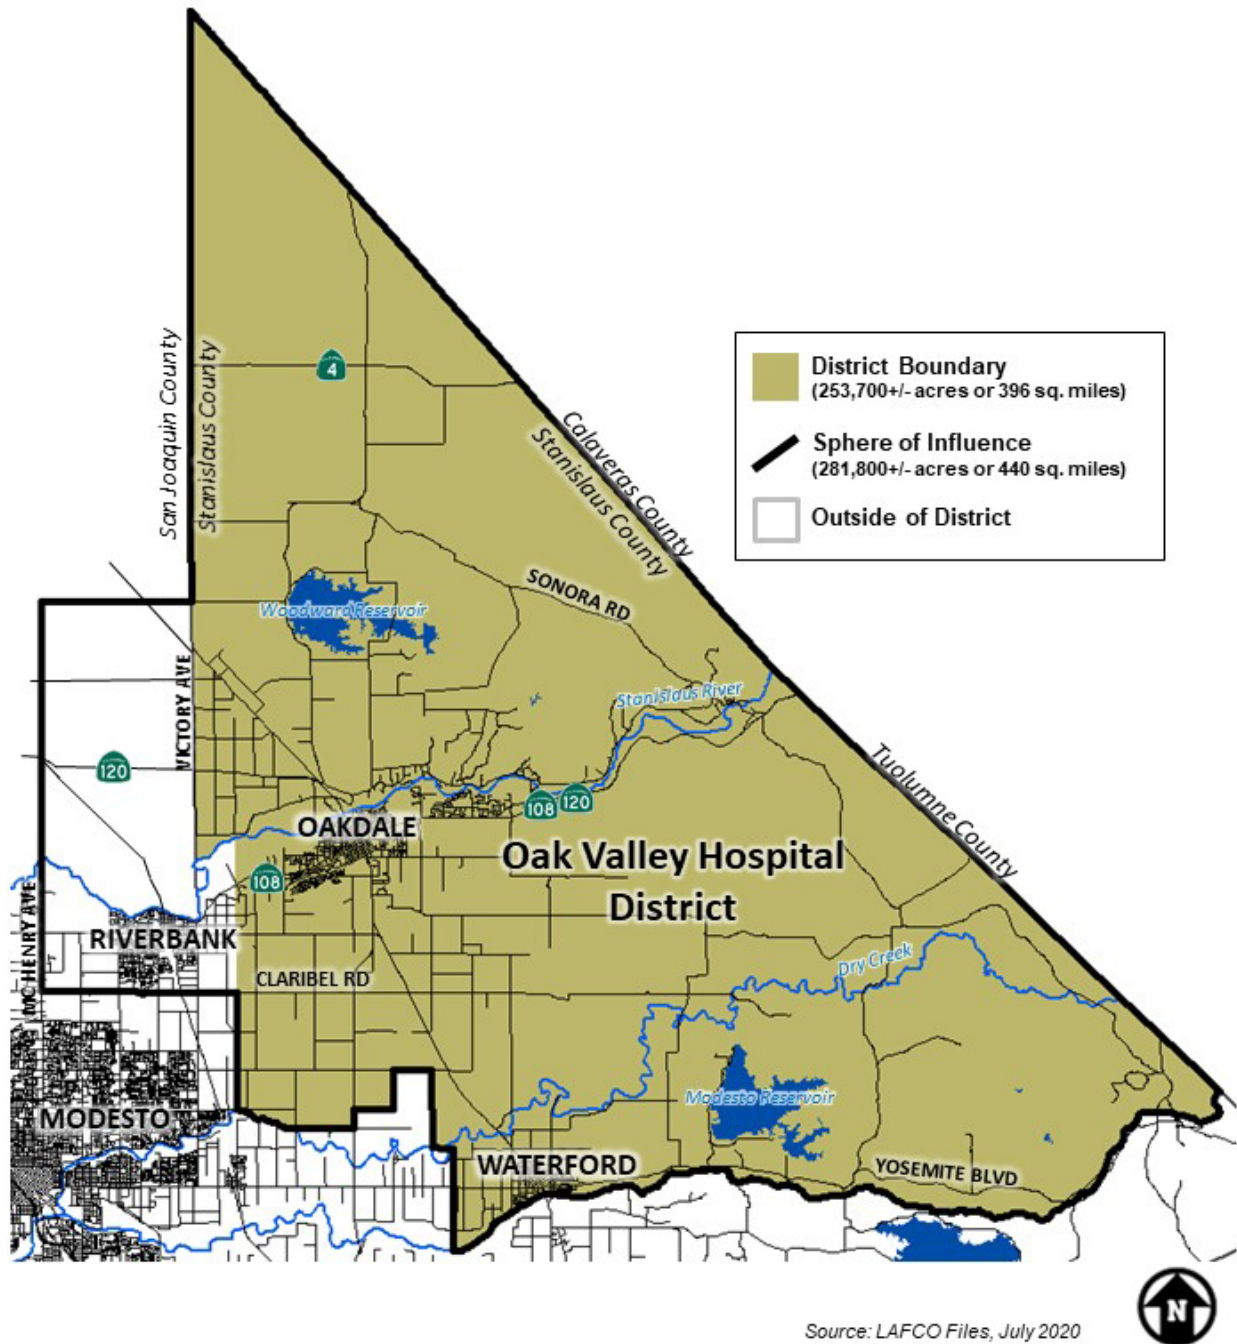 San Joaquin County
Stanislaus County
4
Calaveras County
Stanislaus County
District Boundary
(253,700+/- acres or 396 sq. miles)
Sphere of Influence
(281,800+/- acres or 440 sq. miles)
Outside of District
SONORA RD
Woodward Reservoir
VICTORY AVE
Stanislaus River
120
Tuolumne County
108
120
OAKDALE
Oak Valley Hospital
District
108
MCHENRY AVE
RIVERBANK
CLARIBEL RD
Dry Creek
Modesto Reservoir
MODESTO
WATERFORD
YOSEMITE BLVD
N
Source: LAFCO Files, July 2020